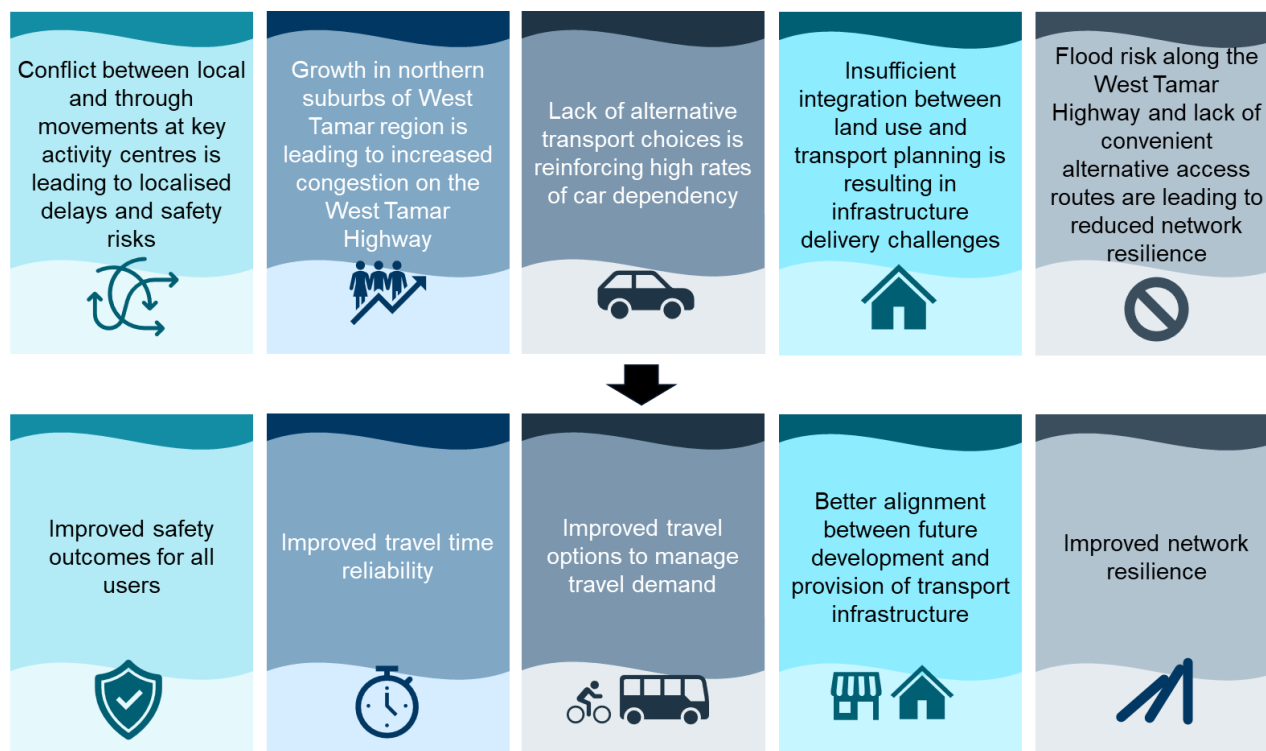 Conflict between local
and through
movements at key
activity centres is
leading to localised
delays and safety
risks
Growth in northern
suburbs of West
Tamar region is
leading to increased
congestion on the
West Tamar
Highway
Lack of alternative
transport choices is
reinforcing high rates
of car dependency
Insufficient
integration between
land use and
transport planning is
resulting in
infrastructure
delivery challenges
Flood risk along the
West Tamar
Highway and lack of
convenient
alternative access
routes are leading to
reduced network
resilience
Improved safety
outcomes for all
users
Improved travel time
reliability
Improved travel
options to manage
travel demand
Better alignment
between future
development and
provision of transport
infrastructure
Improved network
resilience